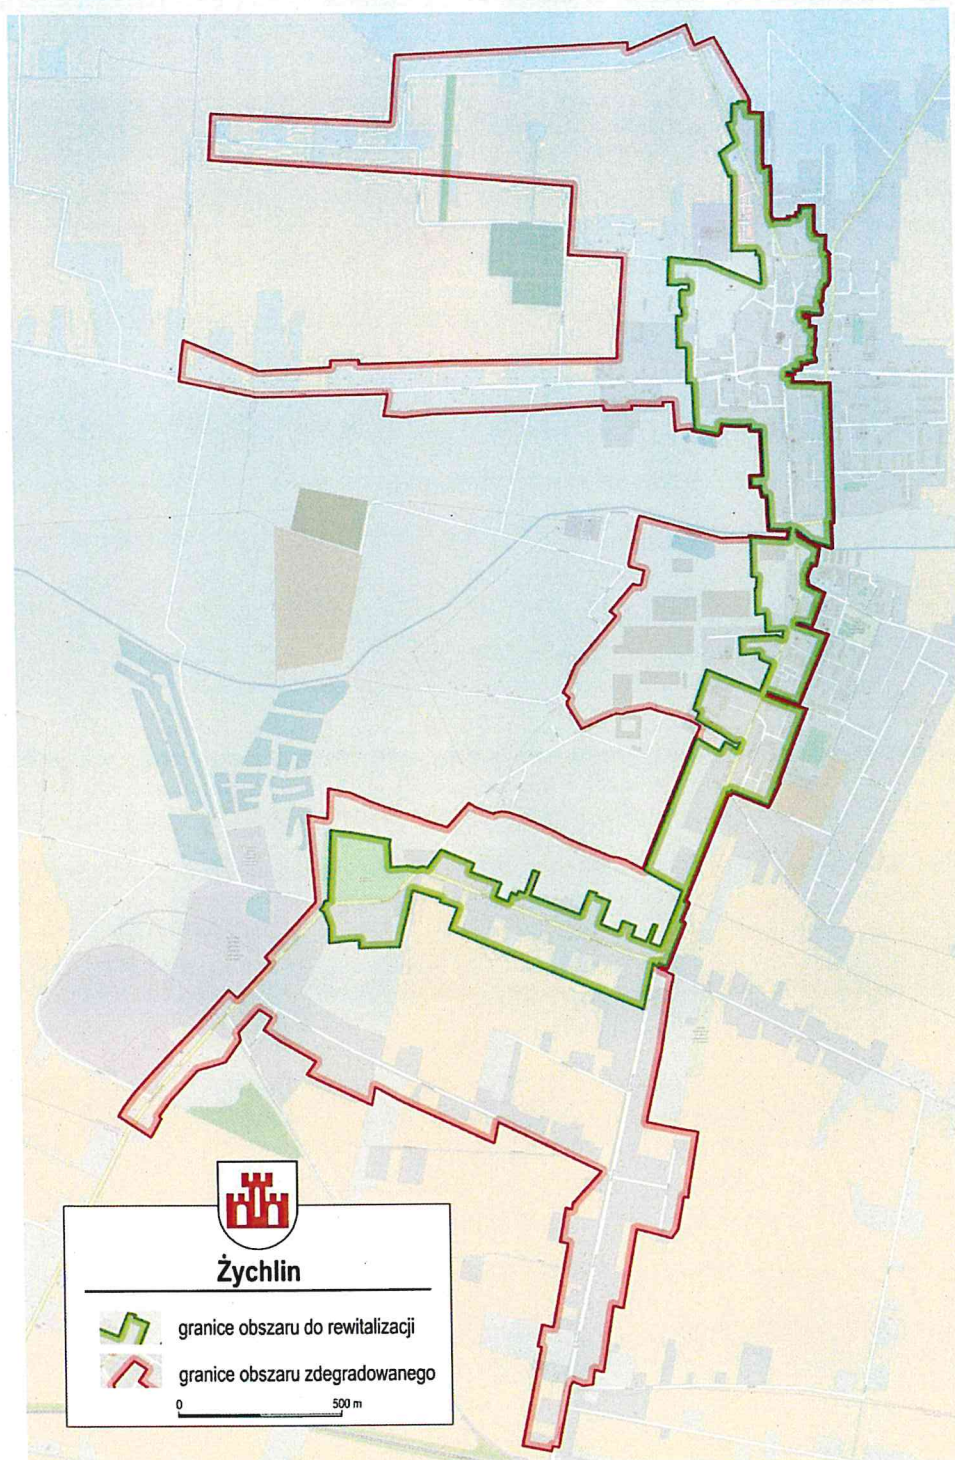 Żychlin
granice obszaru do rewitalizacji
granice obszaru zdegradowanego
0 500 m